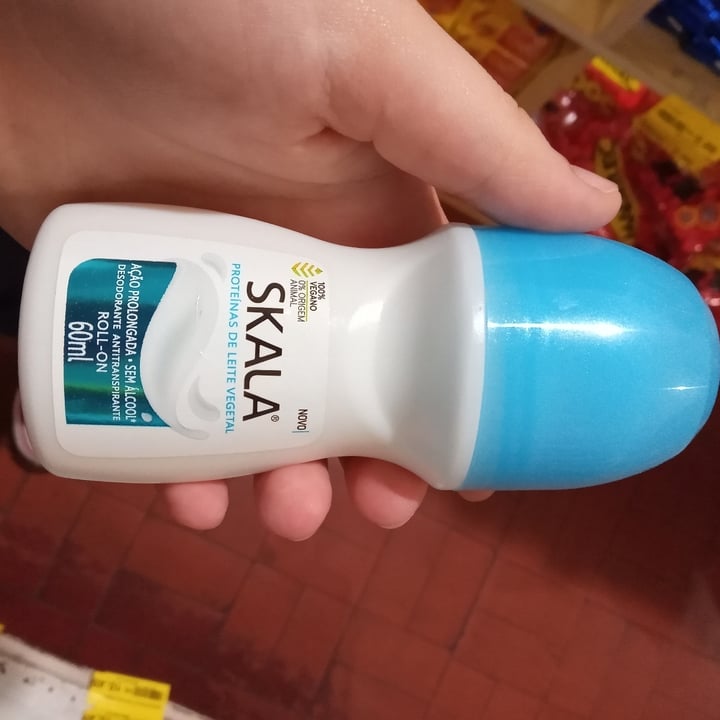 NOVO
100%
VEGANO
0% ORIGEM
ANIMAL
SKALA®
PROTEÍNAS DE LEITE VEGETAL
AÇÃO PROLONGADA • SEM ÁLCOOL*
DESODORANTE ANTITRANSPIRANTE
ROLL-ON
60ml